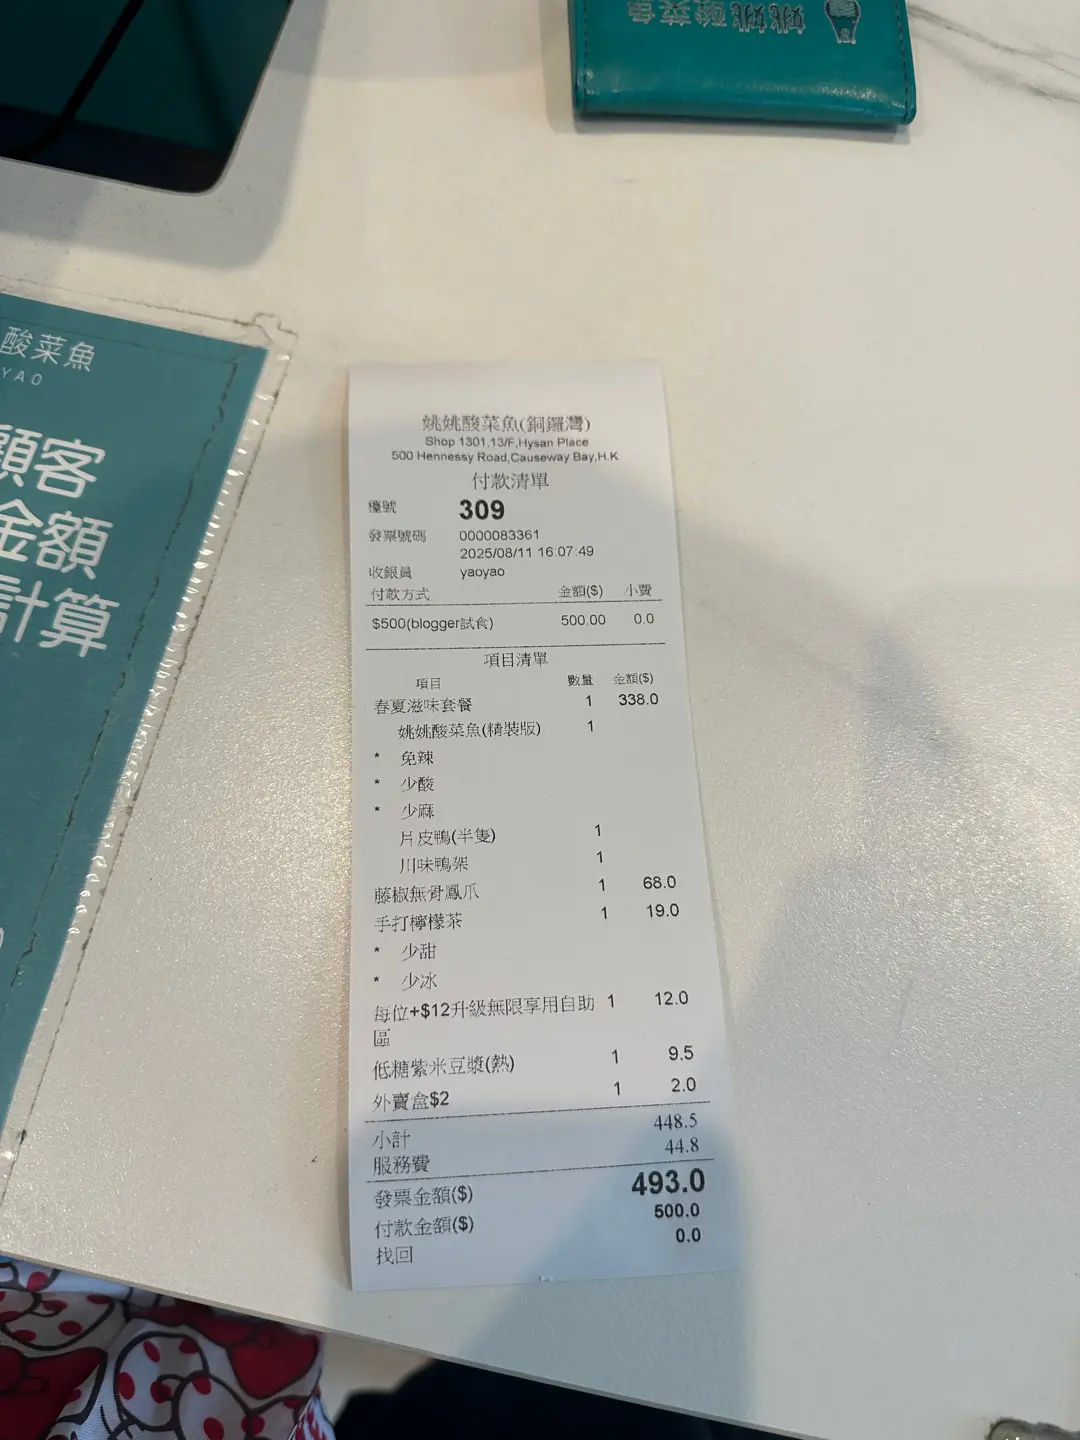 姚姚酸菜魚
酸菜魚
YAO
顧客
金額
計算
姚姚酸菜魚(銅鑼灣)
Shop 1301,13/F,Hysan Place
500 Hennessy Road,Causeway Bay,H.K
付款清單
檯號 309
發票號碼 0000083361
2025/08/11 16:07:49
收銀員 yaoyao
付款方式 金額($) 小費
$500(blogger試食) 500.00 0.0
項目清單
項目 數量 金額($)
春夏滋味套餐 1 338.0
姚姚酸菜魚(精裝版) 1
* 免辣
* 少酸
* 少麻
片皮鴨(半隻) 1
川味鴨架 1
藤椒無骨鳳爪 1 68.0
手打檸檬茶 1 19.0
* 少甜
* 少冰
每位+$12升級無限享用自助 1 12.0
區
低糖紫米豆漿(熱) 1 9.5
外賣盒$2 1 2.0
小計 448.5
服務費 44.8
發票金額($) 493.0
付款金額($) 500.0
找回 0.0